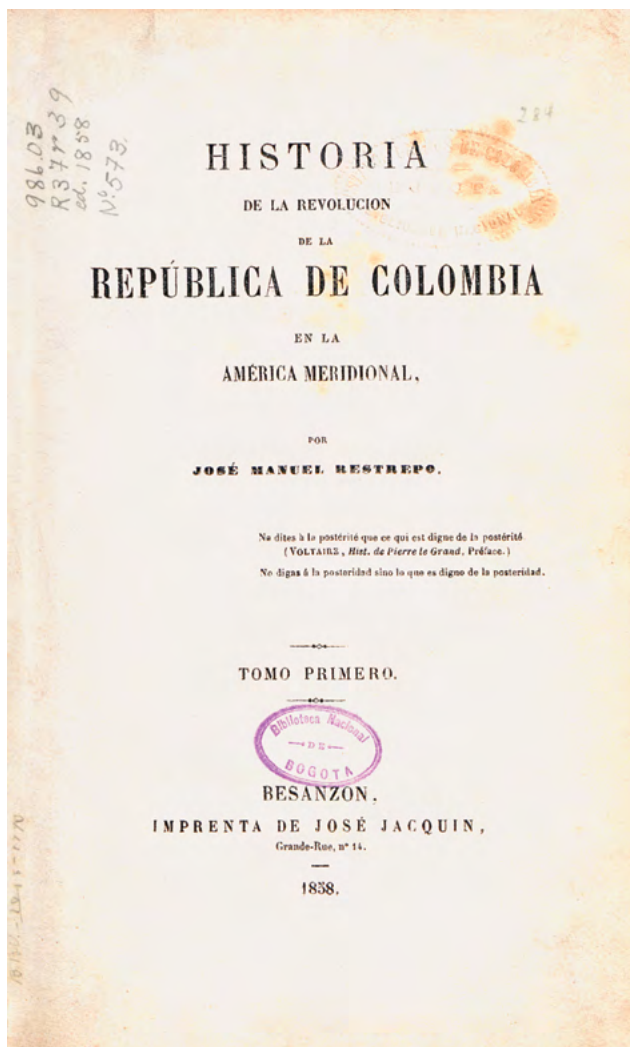 986.03
R37r39
ed. 1858
Nº 573.
284
HISTORIA
DE LA REVOLUCION
DE LA
REPÚBLICA DE COLOMBIA
EN LA
AMÉRICA MERIDIONAL,
POR
JOSÉ MANUEL RESTREPO.
Ne dites à la postérité que ce qui est digne de la postérité
(VOLTAIRE, Hist. de Pierre le Grand, Préface.)
No digas á la posteridad sino lo que es digno de la posteridad.
TOMO PRIMERO.
Biblioteca Nacional
DE
BOGOTA
BESANZON,
IMPRENTA DE JOSÉ JACQUIN,
Grande-Rue, nº 14.
1858.